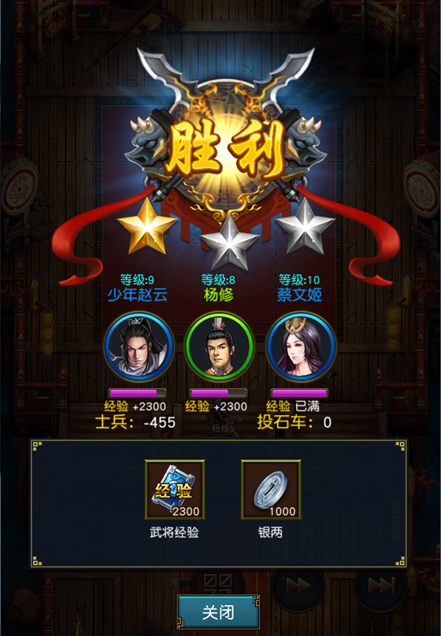 胜利
等级:9 等级:8 等级:10
少年赵云 杨修 蔡文姬
经验 +2300 经验 +2300 经验 已满
士兵：-455 投石车：0
经验
2300 1000
武将经验 银两
关闭